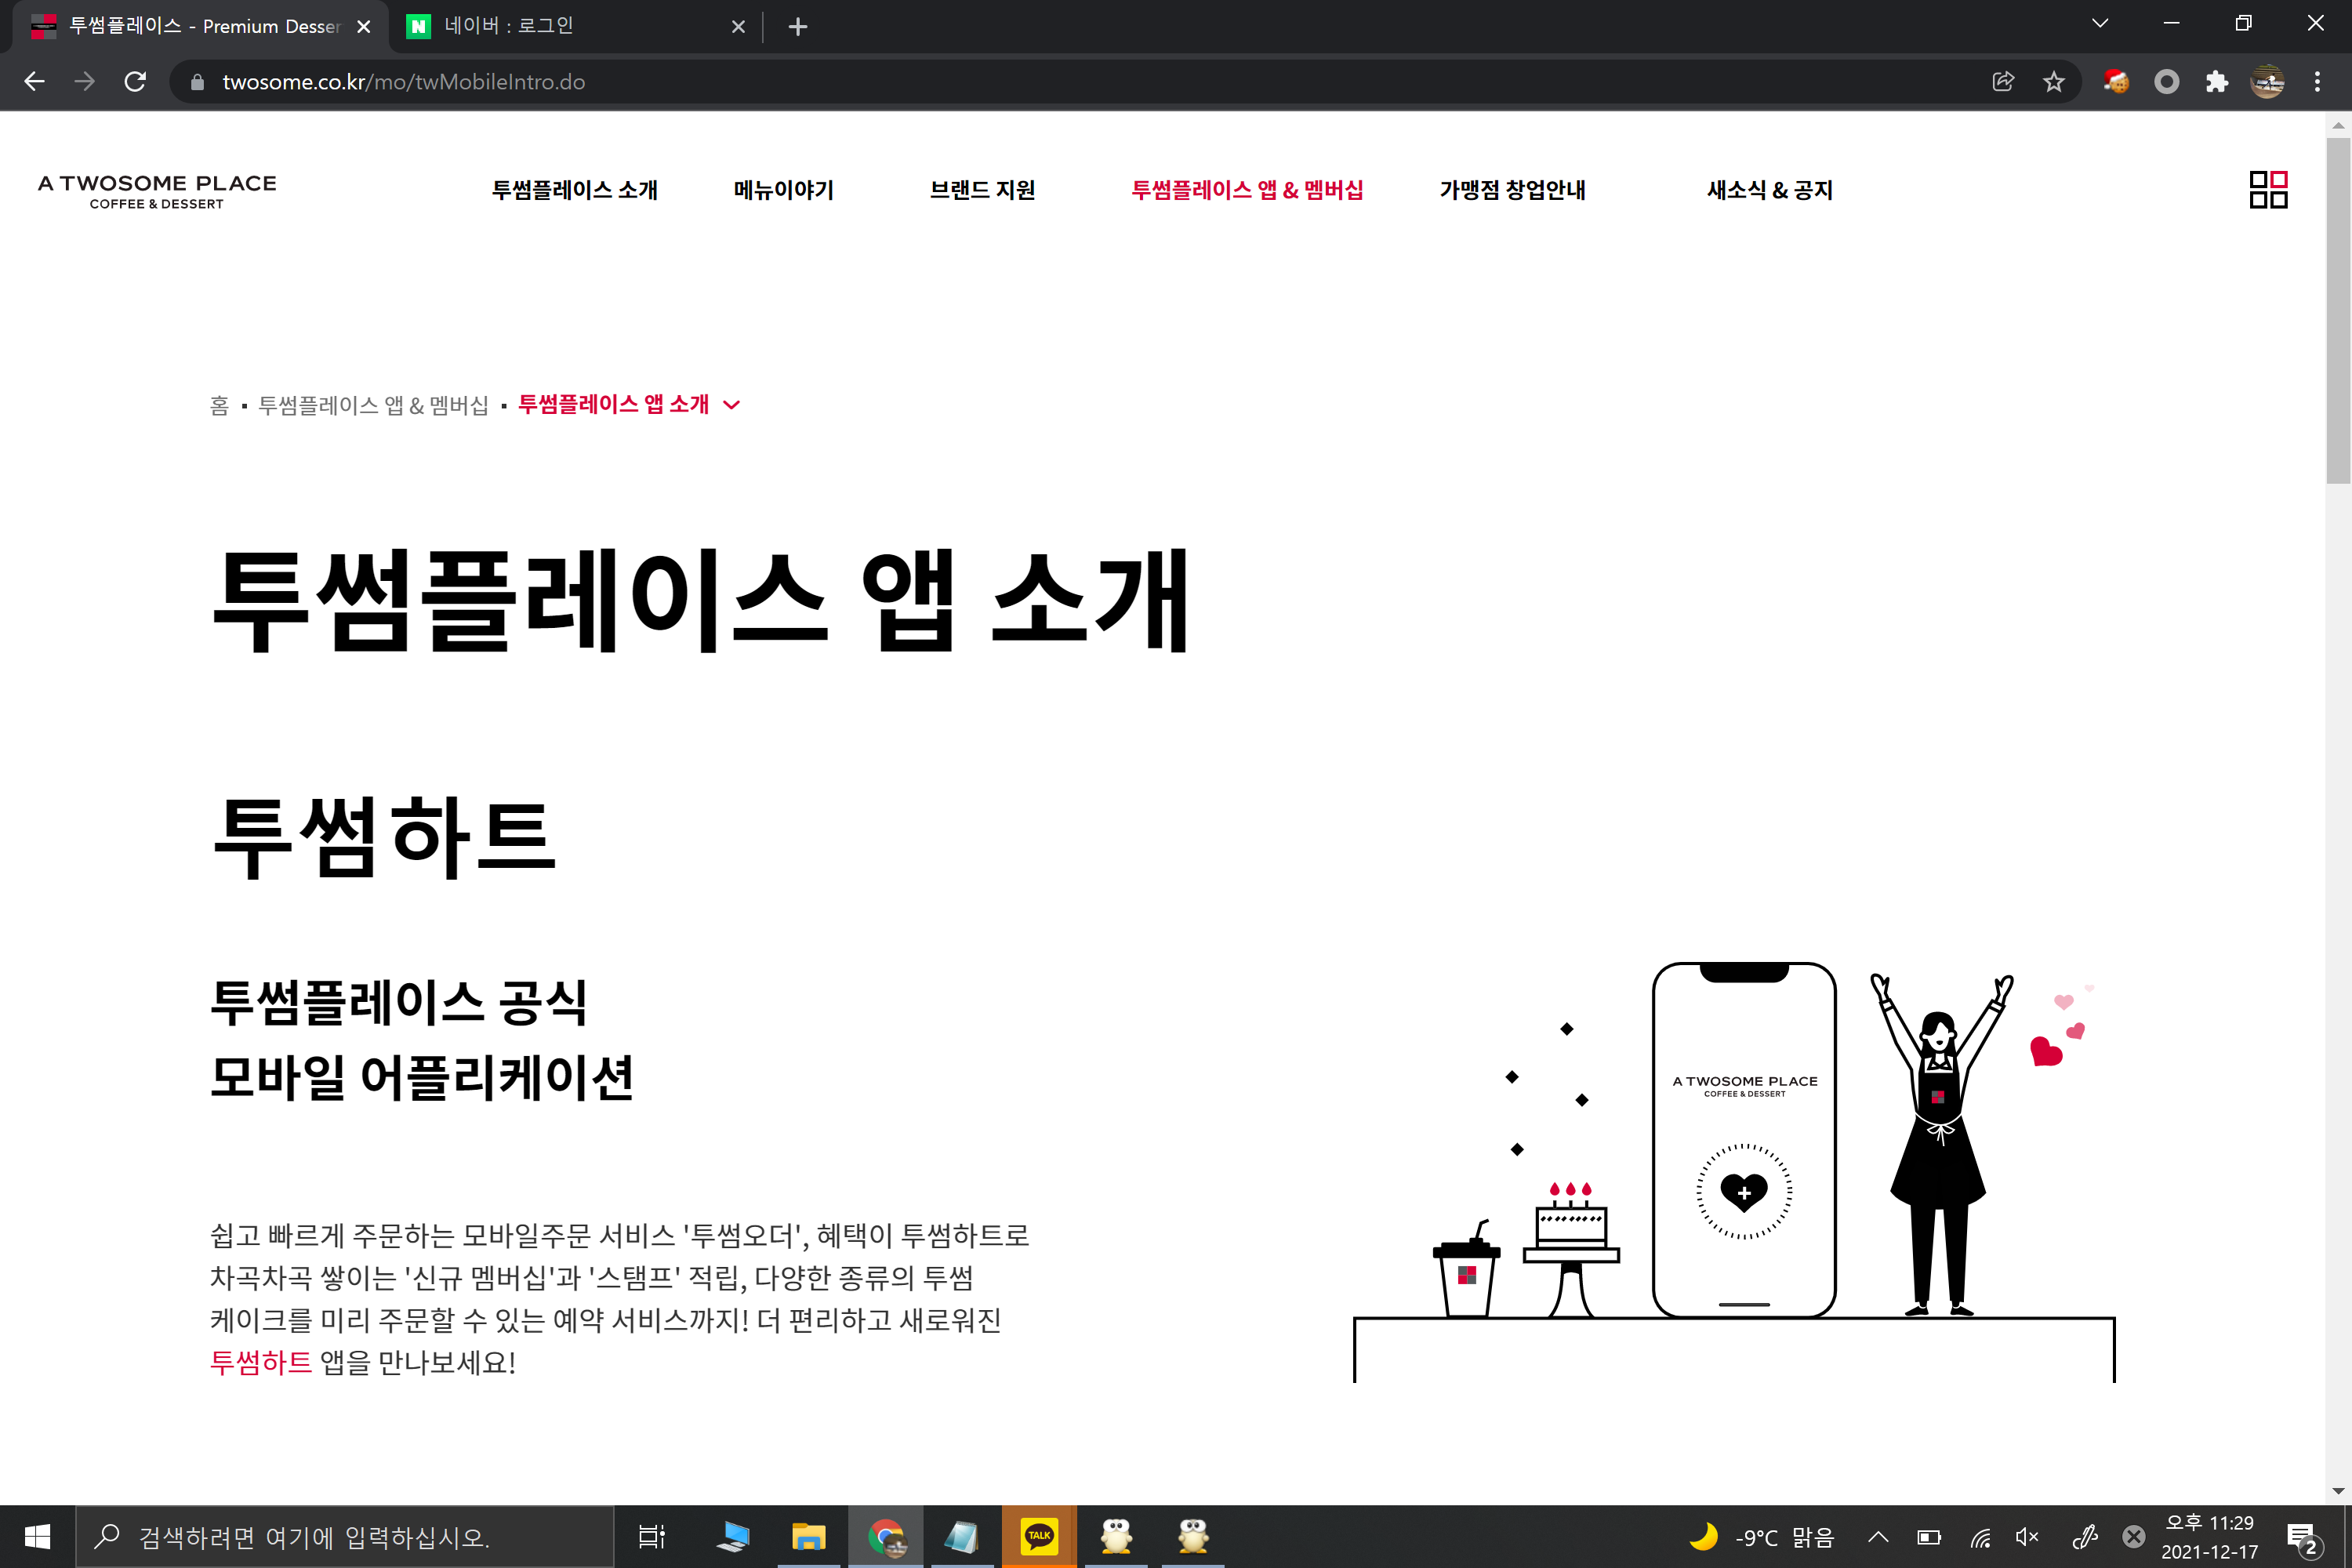 투썸플레이스 - Premium Desser
네이버 : 로그인
twosome.co.kr/mo/twMobileIntro.do
A TWOSOME PLACE
COFFEE & DESSERT
투썸플레이스 소개
메뉴이야기
브랜드 지원
투썸플레이스 앱 & 멤버십
가맹점 창업안내
새소식 & 공지
홈 ▪ 투썸플레이스 앱 & 멤버십 ▪ 투썸플레이스 앱 소개
투썸플레이스 앱 소개
투썸하트
투썸플레이스 공식
모바일 어플리케이션
쉽고 빠르게 주문하는 모바일주문 서비스 '투썸오더', 혜택이 투썸하트로
차곡차곡 쌓이는 '신규 멤버십'과 '스탬프' 적립, 다양한 종류의 투썸
케이크를 미리 주문할 수 있는 예약 서비스까지! 더 편리하고 새로워진
투썸하트 앱을 만나보세요!
A TWOSOME PLACE
COFFEE & DESSERT
검색하려면 여기에 입력하십시오.
TALK
-9°C 맑음
오후 11:29
2021-12-17
2